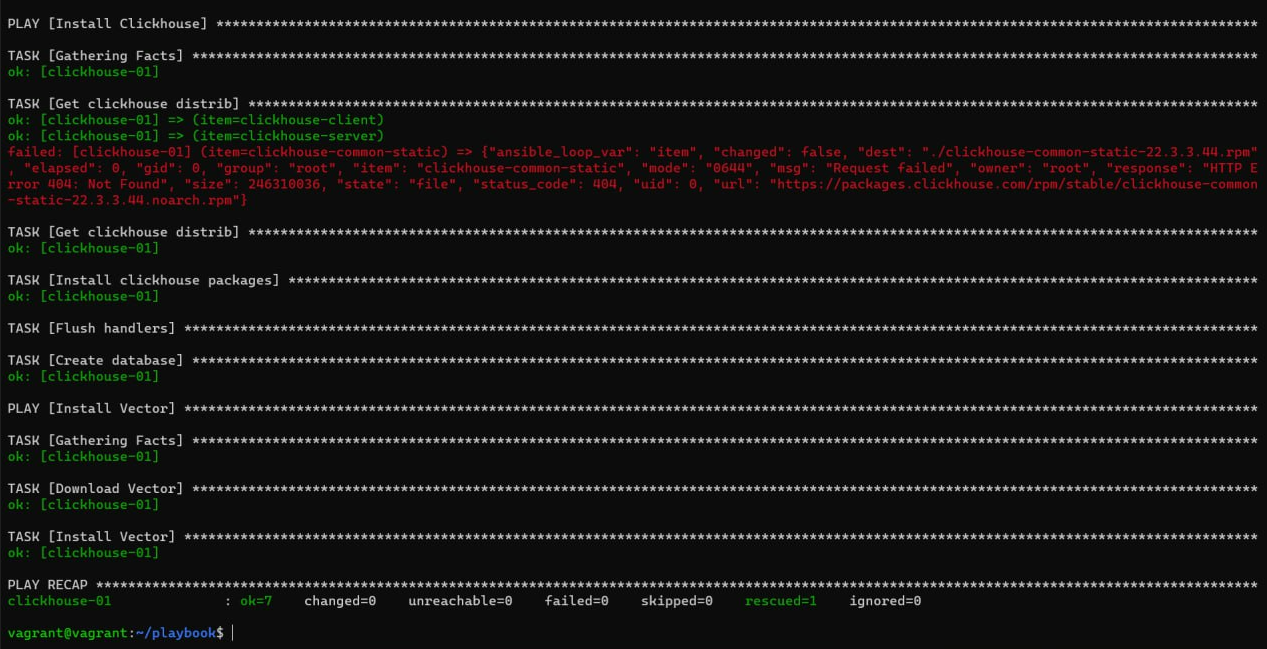 PLAY [Install Clickhouse] **********************************************************************************************************************************
TASK [Gathering Facts] *************************************************************************************************************************************
ok: [clickhouse-01]
TASK [Get clickhouse distrib] ******************************************************************************************************************************
ok: [clickhouse-01] => (item=clickhouse-client)
ok: [clickhouse-01] => (item=clickhouse-server)
failed: [clickhouse-01] (item=clickhouse-common-static) => {"ansible_loop_var": "item", "changed": false, "dest": "./clickhouse-common-static-22.3.3.44.rpm"
, "elapsed": 0, "gid": 0, "group": "root", "item": "clickhouse-common-static", "mode": "0644", "msg": "Request failed", "owner": "root", "response": "HTTP E
rror 404: Not Found", "size": 246310036, "state": "file", "status_code": 404, "uid": 0, "url": "https://packages.clickhouse.com/rpm/stable/clickhouse-common
-static-22.3.3.44.noarch.rpm"}
TASK [Get clickhouse distrib] ******************************************************************************************************************************
ok: [clickhouse-01]
TASK [Install clickhouse packages] *************************************************************************************************************************
ok: [clickhouse-01]
TASK [Flush handlers] **************************************************************************************************************************************
TASK [Create database] *************************************************************************************************************************************
ok: [clickhouse-01]
PLAY [Install Vector] **************************************************************************************************************************************
TASK [Gathering Facts] *************************************************************************************************************************************
ok: [clickhouse-01]
TASK [Download Vector] *************************************************************************************************************************************
ok: [clickhouse-01]
TASK [Install Vector] **************************************************************************************************************************************
ok: [clickhouse-01]
PLAY RECAP *************************************************************************************************************************************************
clickhouse-01              : ok=7    changed=0    unreachable=0    failed=0    skipped=0    rescued=1    ignored=0
vagrant@vagrant:~/playbook$